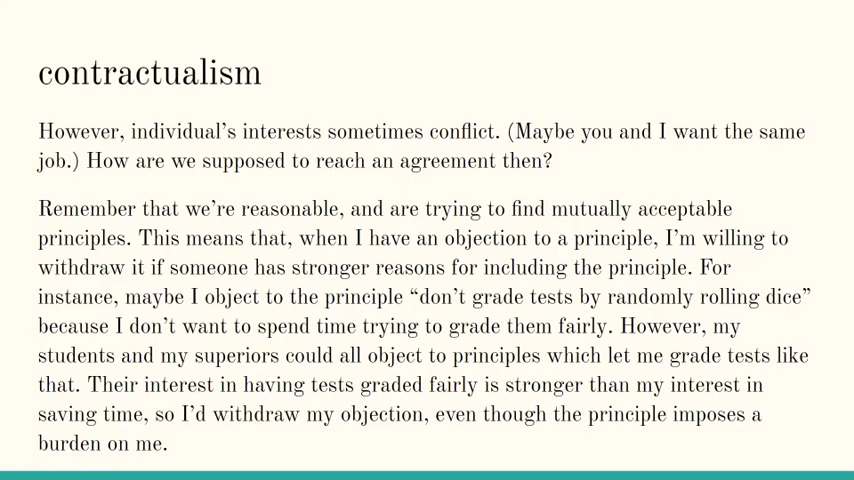 contractualism
However, individual's interests sometimes conflict. (Maybe you and I want the same
job.) How are we supposed to reach an agreement then?
Remember that we're reasonable, and are trying to find mutually acceptable
principles. This means that, when I have an objection to a principle, I'm willing to
withdraw it if someone has stronger reasons for including the principle. For
instance, maybe I object to the principle “don't grade tests by randomly rolling dice”
because I don't want to spend time trying to grade them fairly. However, my
students and my superiors could all object to principles which let me grade tests like
that. Their interest in having tests graded fairly is stronger than my interest in
saving time, so I'd withdraw my objection, even though the principle imposes a
burden on me.